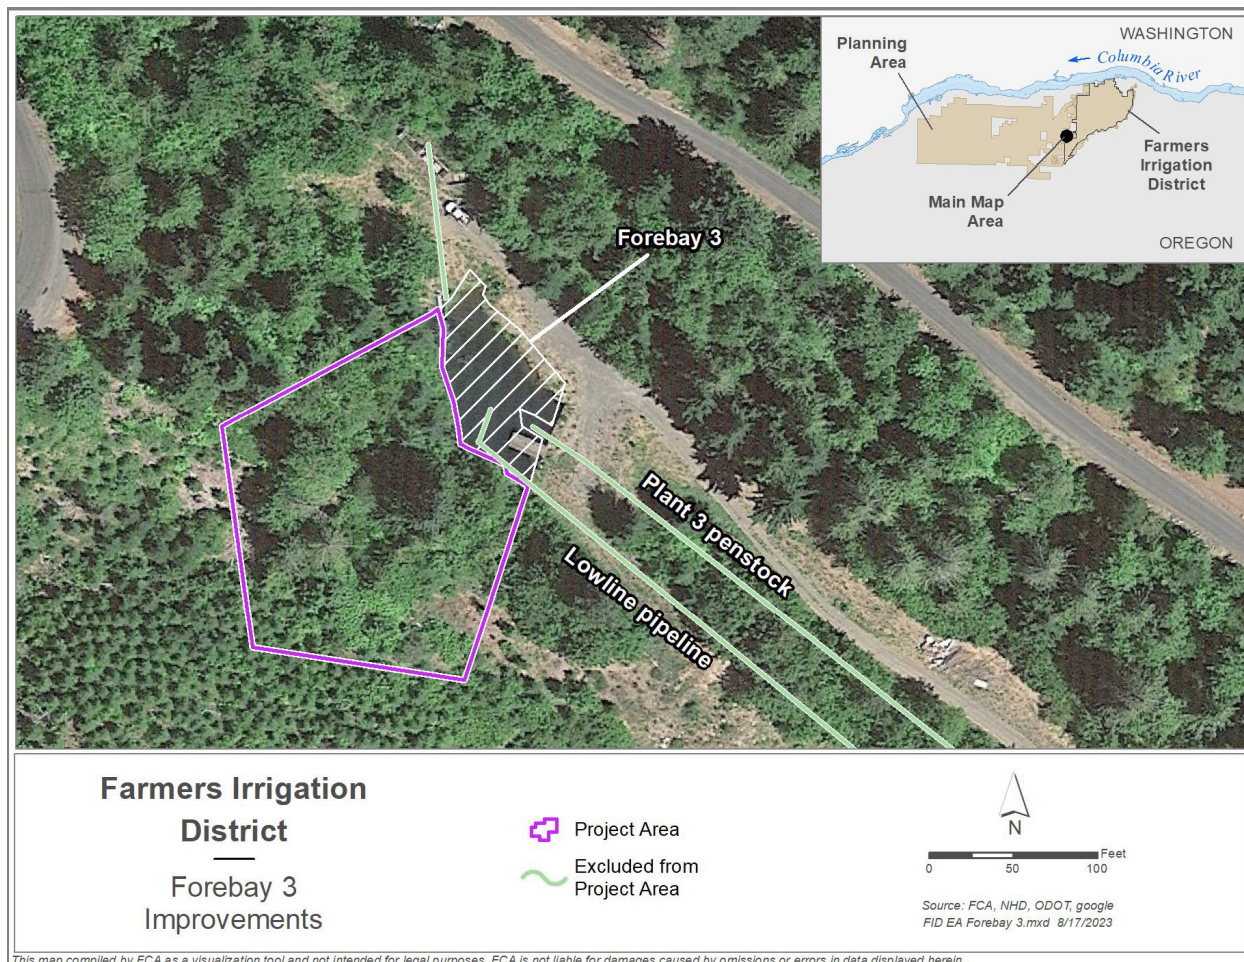 WASHINGTON
Planning
Area
Columbia River
Farmers
Irrigation
District
Main Map
Area
OREGON
Forebay 3
Plant 3 penstock
Lowline pipeline
Farmers Irrigation
District
Forebay 3
Improvements
Project Area
Excluded from
Project Area
N
Feet
0 50 100
Source: FCA, NHD, ODOT, google
FID EA Forebay 3.mxd 8/17/2023
This map compiled by FCA as a visualization tool and not intended for legal purposes. FCA is not liable for damages caused by omissions or errors in data displayed herein.